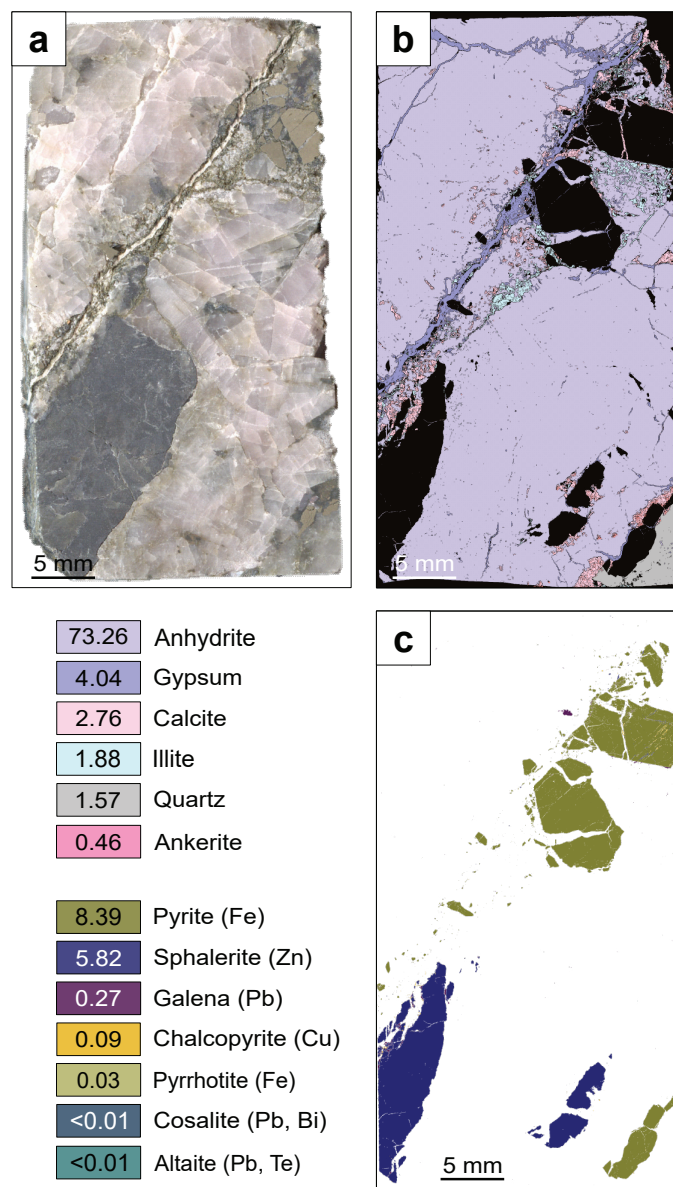 a
b
5 mm
5 mm
73.26 Anhydrite
4.04 Gypsum
2.76 Calcite
1.88 Illite
1.57 Quartz
0.46 Ankerite
8.39 Pyrite (Fe)
5.82 Sphalerite (Zn)
0.27 Galena (Pb)
0.09 Chalcopyrite (Cu)
0.03 Pyrrhotite (Fe)
<0.01 Cosalite (Pb, Bi)
<0.01 Altaite (Pb, Te)
c
5 mm